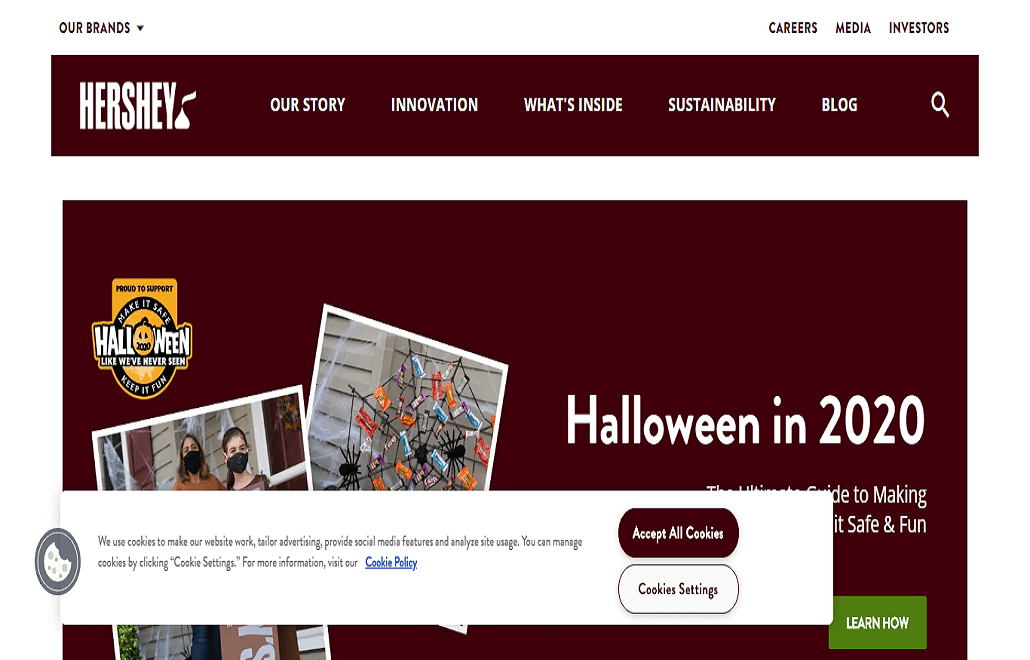 OUR BRANDS
CAREERS MEDIA INVESTORS
HERSHEY
OUR STORY INNOVATION WHAT'S INSIDE SUSTAINABILITY BLOG
PROUD TO SUPPORT
MAKE IT SAFE
HALLOWEEN
LIKE WE'VE NEVER SEEN
KEEP IT FUN
Halloween in 2020
The Ultimate Guide to Making
it Safe & Fun
We use cookies to make our website work, tailor advertising, provide social media features and analyze site usage. You can manage
cookies by clicking “Cookie Settings.” For more information, visit our Cookie Policy
Accept All Cookies
Cookies Settings
LEARN HOW